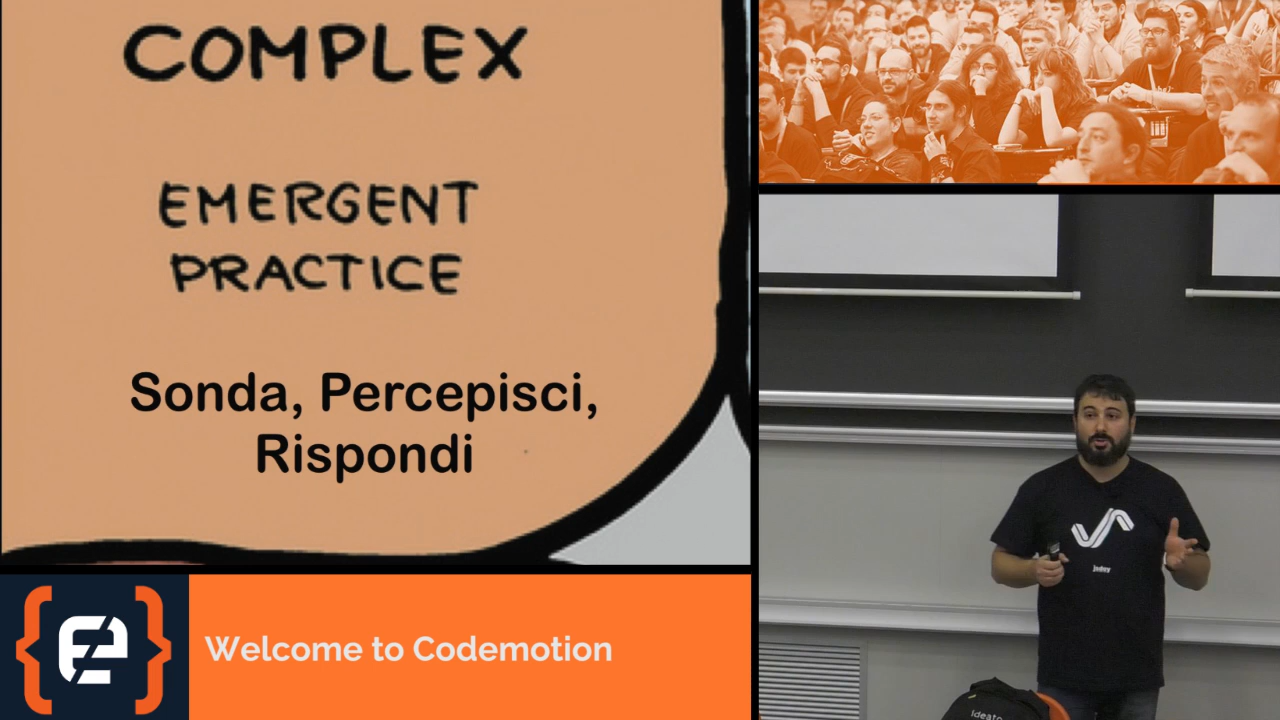 COMPLEX
EMERGENT
PRACTICE
Sonda, Percepisci,
Rispondi
Welcome to Codemotion